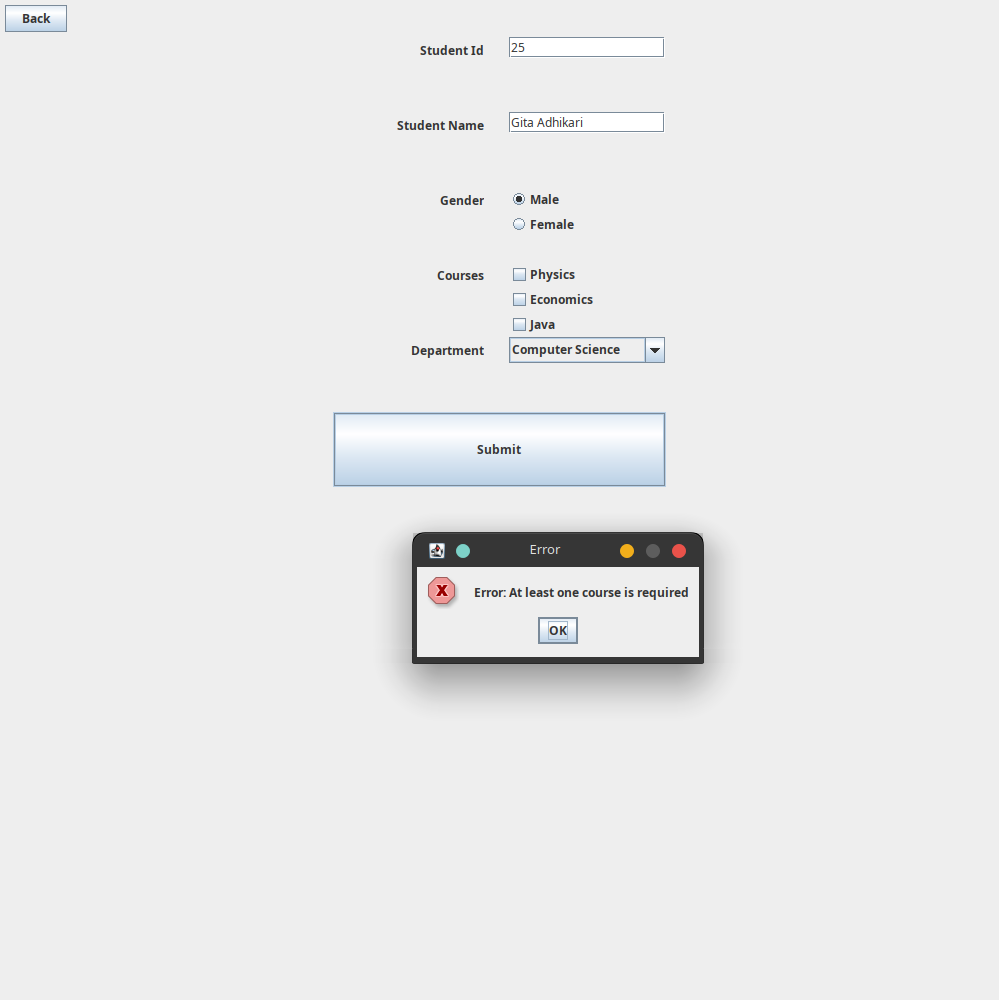 Back
Student Id 25
Student Name Gita Adhikari
Gender Male
Female
Courses Physics
Economics
Java
Department Computer Science
Submit
Error
X Error: At least one course is required
OK